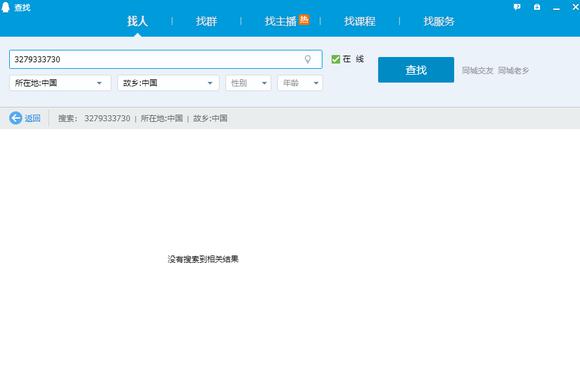 查找
找人 找群 找主播 热 找课程 找服务
3279333730 在 线
查找 同城交友 同城老乡
所在地:中国 故乡:中国 性别 年龄
返回 搜索: 3279333730 | 所在地:中国 | 故乡:中国
没有搜索到相关结果